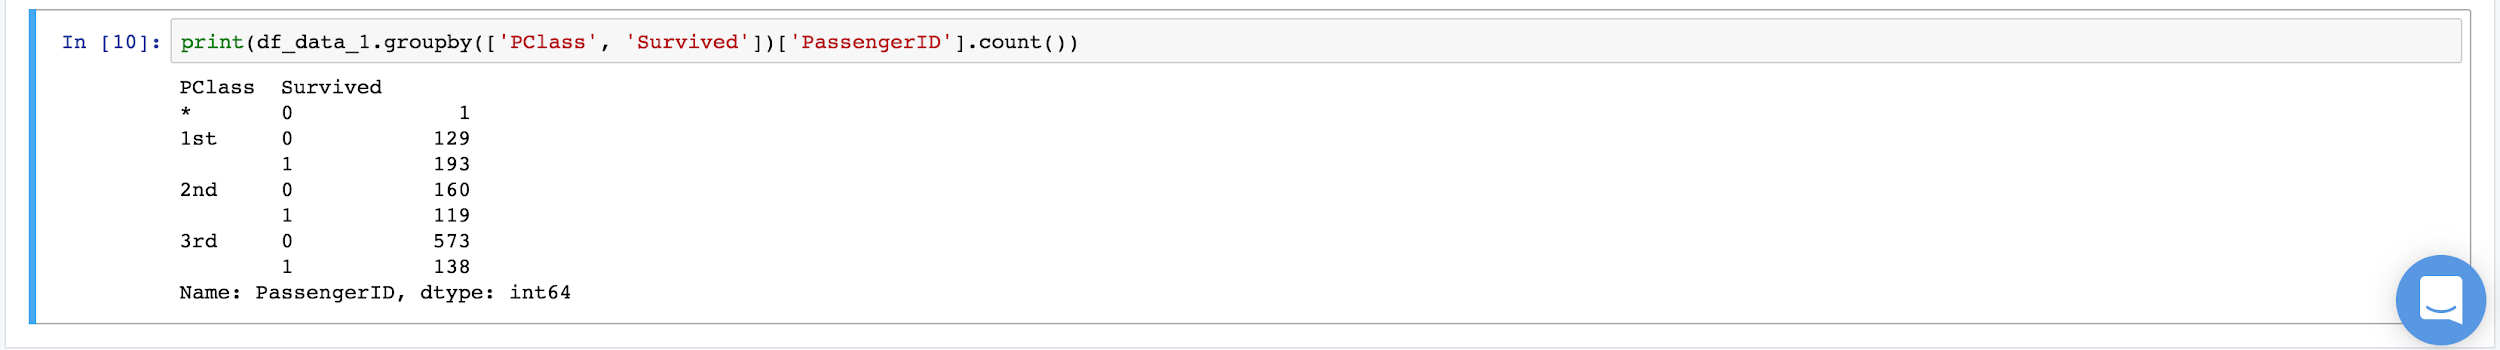 In [10]: print(df_data_1.groupby(['PClass', 'Survived'])['PassengerID'].count())
PClass  Survived
*       0             1
1st     0           129
        1           193
2nd     0           160
        1           119
3rd     0           573
        1           138
Name: PassengerID, dtype: int64